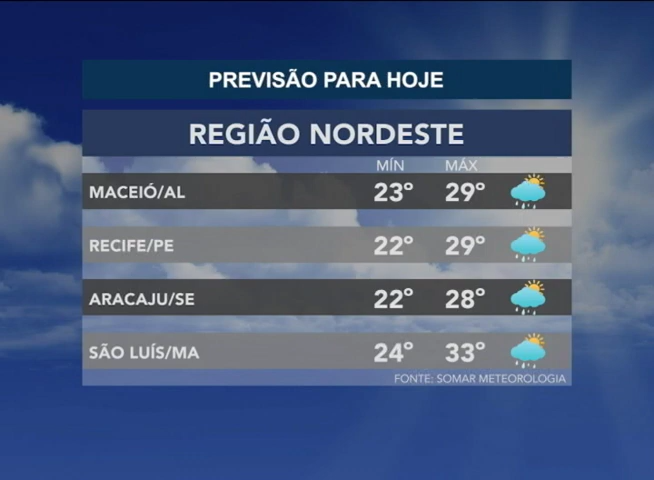 PREVISÃO PARA HOJE
REGIÃO NORDESTE
MÍN MÁX
MACEIÓ/AL 23° 29°
RECIFE/PE 22° 29°
ARACAJU/SE 22° 28°
SÃO LUÍS/MA 24° 33°
FONTE: SOMAR METEOROLOGIA